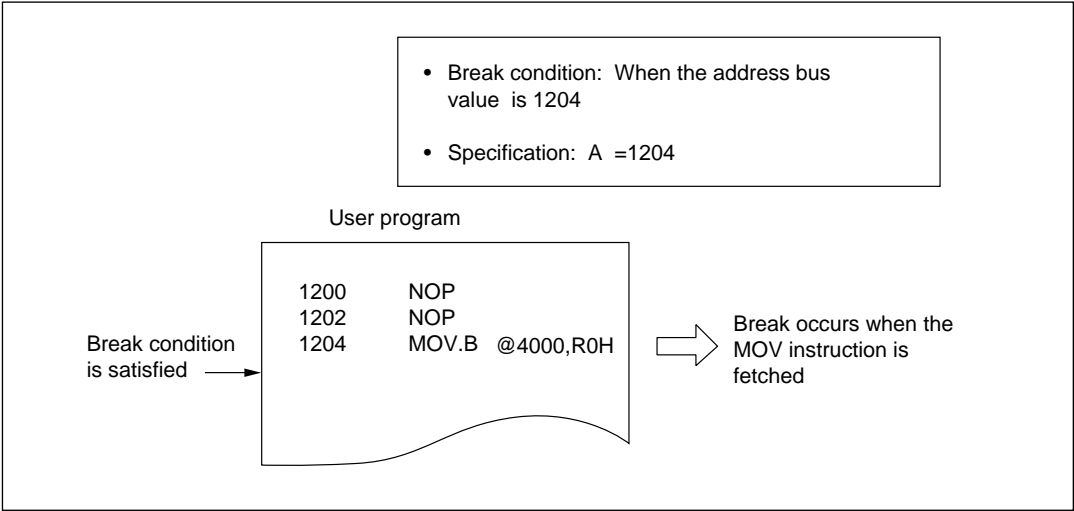 • Break condition: When the address bus
value is 1204
• Specification: A =1204
User program
1200 NOP
1202 NOP
1204 MOV.B @4000,R0H
Break condition
is satisfied
Break occurs when the
MOV instruction is
fetched